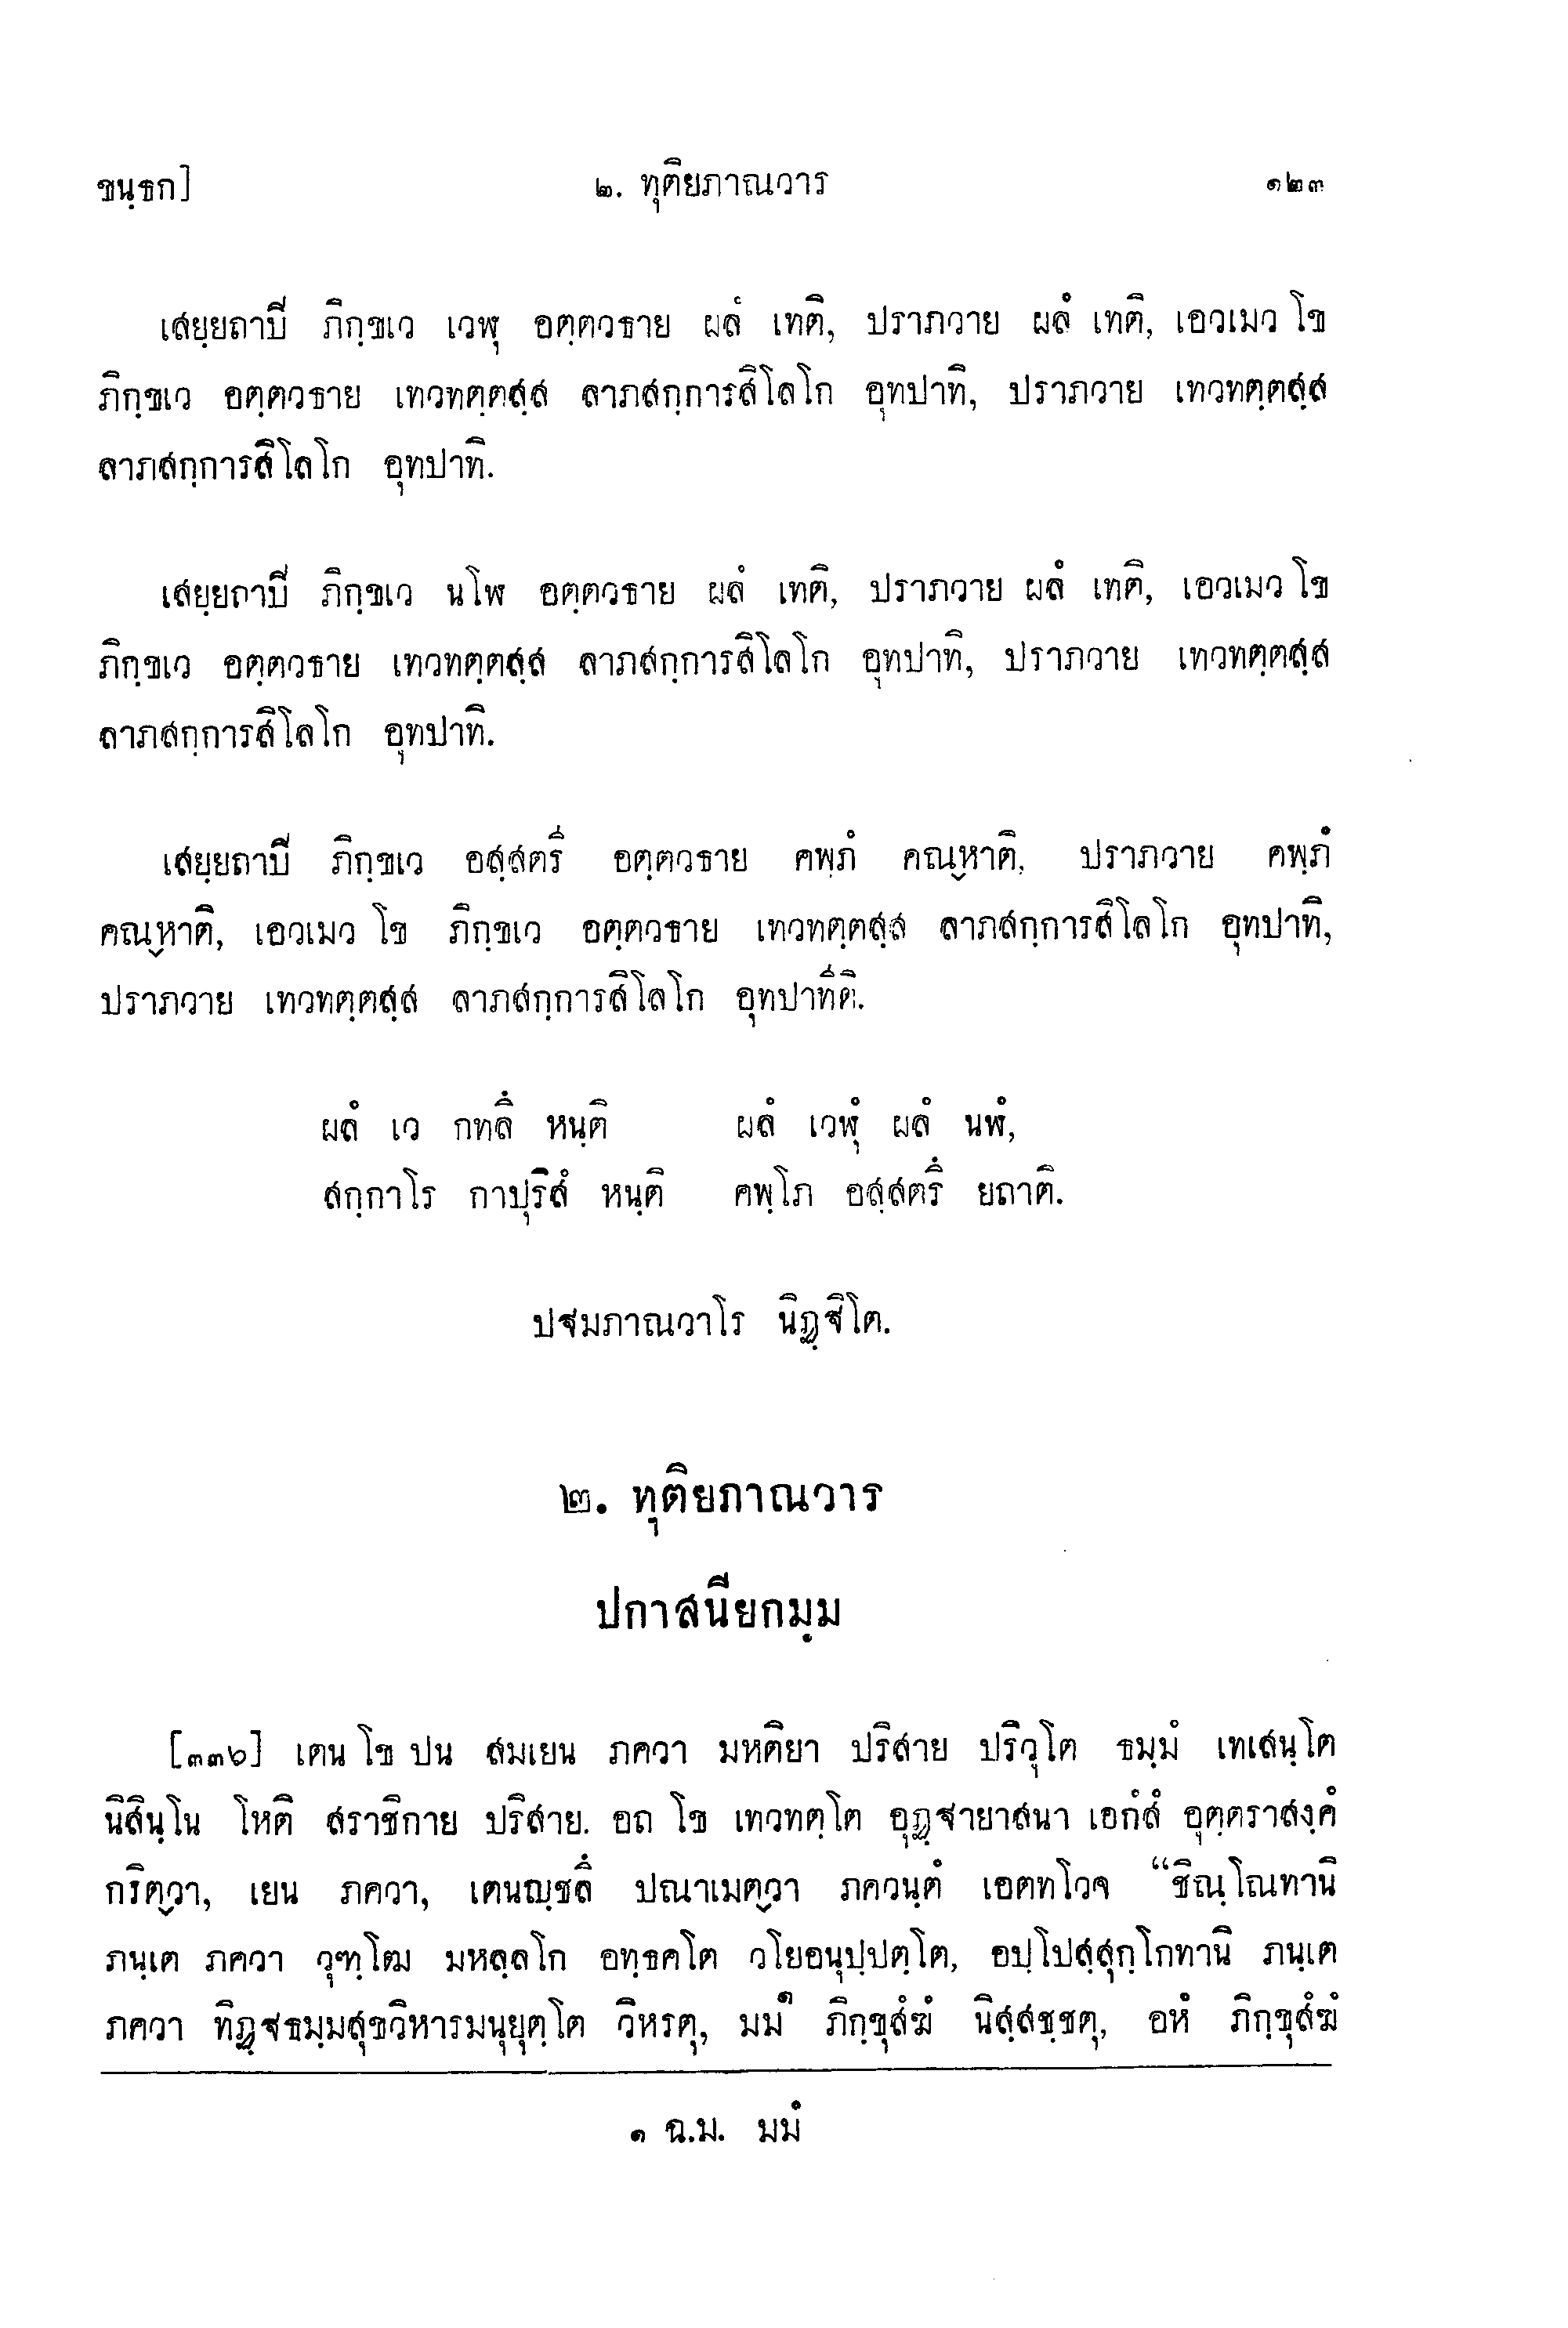 ขนฺธก]	๒. ทุติยภาณวาร	๑๒๓
เสยฺยถาปิ ภิกฺขเว เวฬุ อตฺตวธาย ผลํ เทติ, ปราภวาย ผลํ เทติ, เอวเมว โข
ภิกฺขเว อตฺตวธาย เทวทตฺตสฺส ลาภสกฺการสิโลโก อุทปาทิ, ปราภวาย เทวทตฺตสฺส
ลาภสกฺการสิโลโก อุทปาทิ.
เสยฺยถาปิ ภิกฺขเว นโฬ อตฺตวธาย ผลํ เทติ, ปราภวาย ผลํ เทติ, เอวเมว โข
ภิกฺขเว อตฺตวธาย เทวทตฺตสฺส ลาภสกฺการสิโลโก อุทปาทิ, ปราภวาย เทวทตฺตสฺส
ลาภสกฺการสิโลโก อุทปาทิ.
เสยฺยถาปิ ภิกฺขเว อสฺสตรี อตฺตวธาย คพฺภํ คณฺหาติ, ปราภวาย คพฺภํ
คณฺหาติ, เอวเมว โข ภิกฺขเว อตฺตวธาย เทวทตฺตสฺส ลาภสกฺการสิโลโก อุทปาทิ,
ปราภวาย เทวทตฺตสฺส ลาภสกฺการสิโลโก อุทปาทีติ.
ผลํ เว กทลึ หนฺติ ผลํ เวฬุํ ผลํ นฬํ,
สกฺกาโร กาปุริสํ หนฺติ คพฺโภ อสฺสตรึ ยถาติ.
ปฐมภาณวาโร นิฏฺฐิโต.
๒. ทุติยภาณวาร
ปกาสนียกมฺม
[๓๓๖] เตน โข ปน สมเยน ภควา มหติยา ปริสาย ปริวุโต ธมฺมํ เทเสนฺโต
นิสินฺโน โหติ สราชิกาย ปริสาย. อถ โข เทวทตฺโต อุฏฺฐายาสนา เอกํสํ อุตฺตราสงฺคํ
กริตฺวา, เยน ภควา, เตนญฺชลึ ปณาเมตฺวา ภควนฺตํ เอตทโวจ “ชิณฺโณทานิ
ภนฺเต ภควา วุฑฺโฒ มหลฺลโก อทฺธคโต วโยอนุปฺปตฺโต, อปฺโปสฺสุกฺโกทานิ ภนฺเต
ภควา ทิฏฺฐธมฺมสุขวิหารมนุยุตฺโต วิหรตุ, มม๑ ภิกฺขุสํฆํ นิสฺสชฺชตุ, อหํ ภิกฺขุสํฆํ
๑ ฉ.ม. มมํ